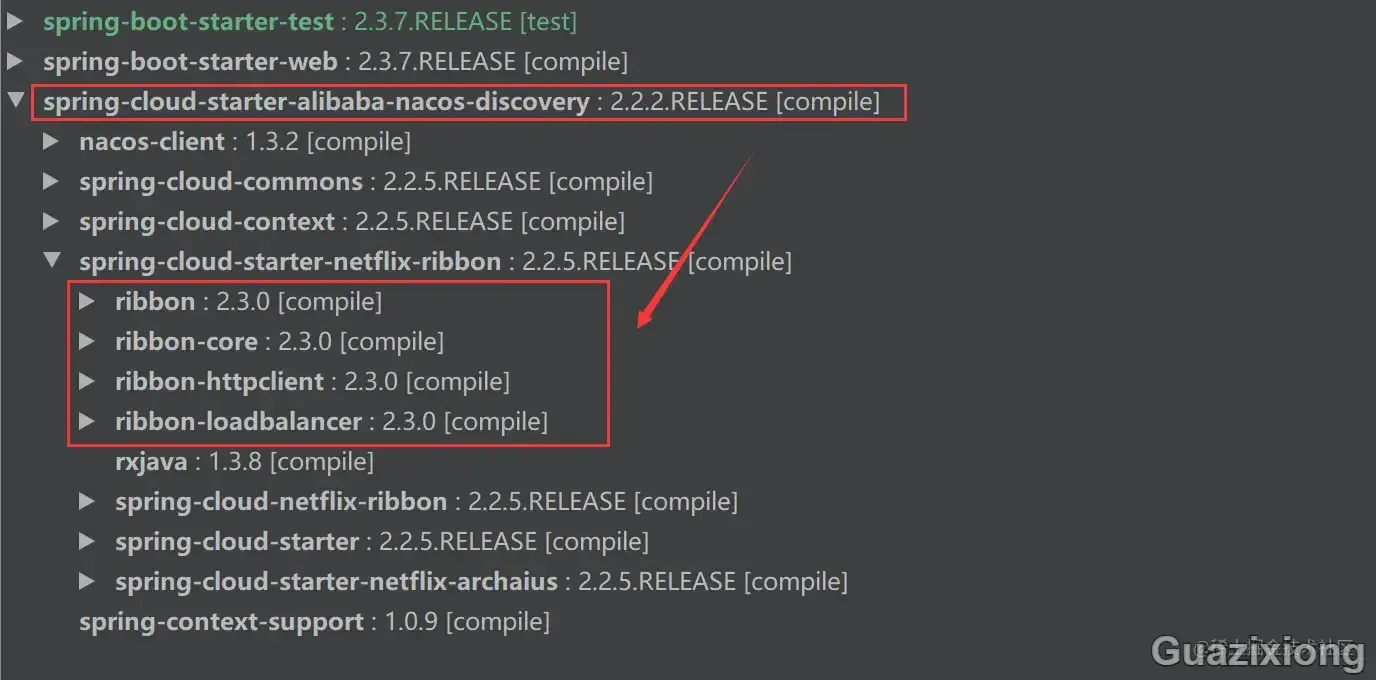 spring-boot-starter-test : 2.3.7.RELEASE [test]
spring-boot-starter-web : 2.3.7.RELEASE [compile]
spring-cloud-starter-alibaba-nacos-discovery : 2.2.2.RELEASE [compile]
nacos-client : 1.3.2 [compile]
spring-cloud-commons : 2.2.5.RELEASE [compile]
spring-cloud-context : 2.2.5.RELEASE [compile]
spring-cloud-starter-netflix-ribbon : 2.2.5.RELEASE [compile]
ribbon : 2.3.0 [compile]
ribbon-core : 2.3.0 [compile]
ribbon-httpclient : 2.3.0 [compile]
ribbon-loadbalancer : 2.3.0 [compile]
rxjava : 1.3.8 [compile]
spring-cloud-netflix-ribbon : 2.2.5.RELEASE [compile]
spring-cloud-starter : 2.2.5.RELEASE [compile]
spring-cloud-starter-netflix-archaius : 2.2.5.RELEASE [compile]
spring-context-support : 1.0.9 [compile]
Guazixiong